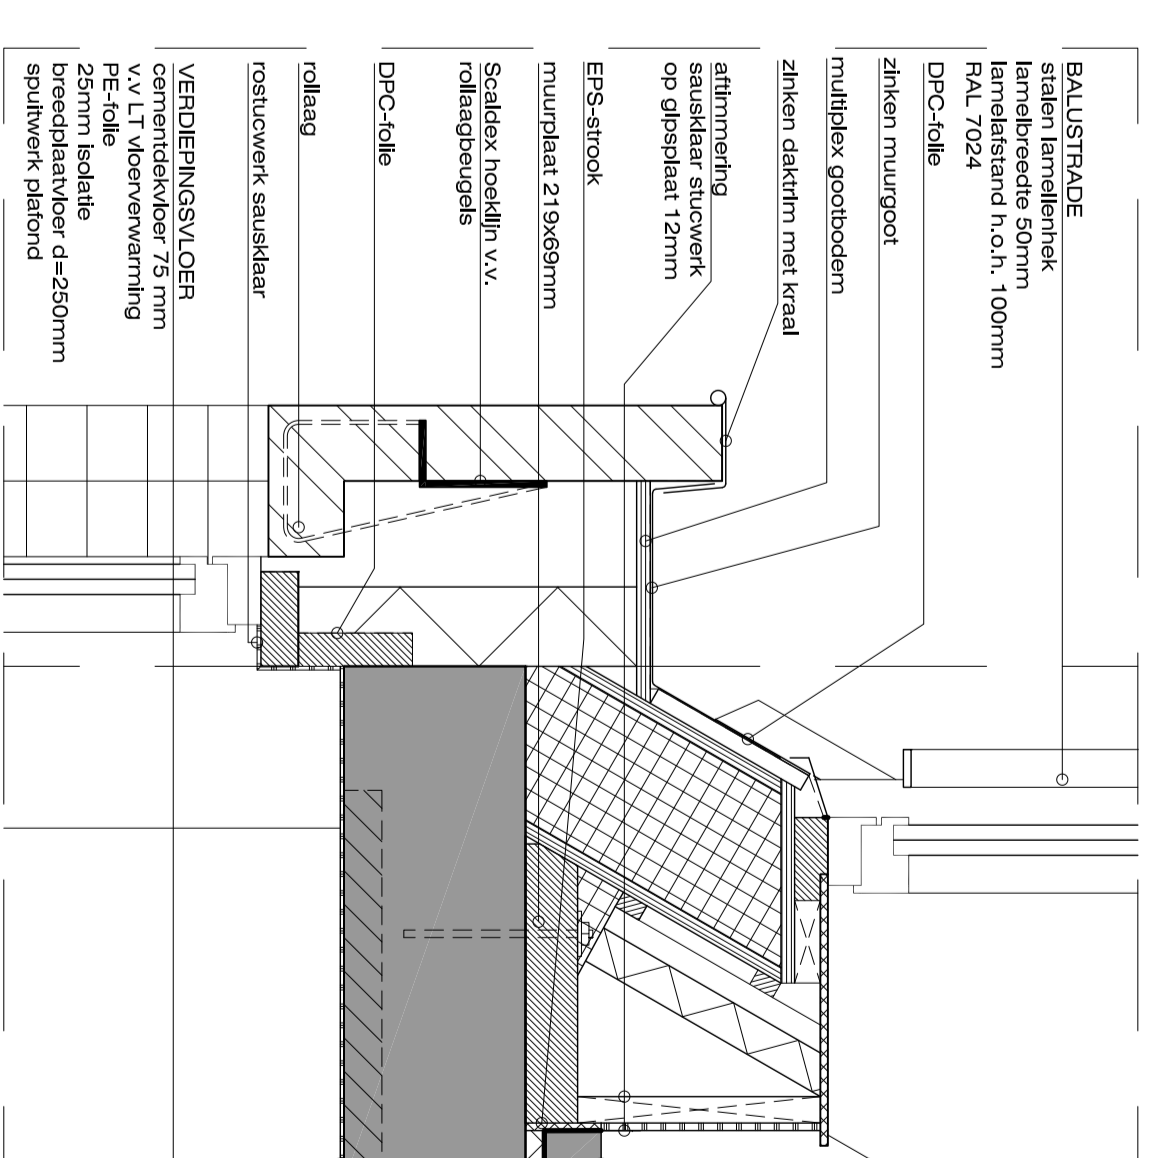 BALUSTRADE
stalen lamellenhek
lamelbreedte 50mm
lamelafstand h.o.h. 100mm
RAL 7024
DPC-folie
zinken muurgoot
multiplex gootbodem
zinken daktrim met kraal
aftimmering
sausklaar stucwerk
op gipsplaat 12mm
EPS-strook
muurplaat 219x69mm
Scaldex hoeklijn v.v.
rollaagbeugels
DPC-folie
rollaag
rostucwerk sausklaar
VERDIEPINGSVLOER
cementdekvloer 75 mm
v.v LT vloerverwarming
PE-folie
25mm isolatie
breedplaatvloer d=250mm
spuitwerk plafond